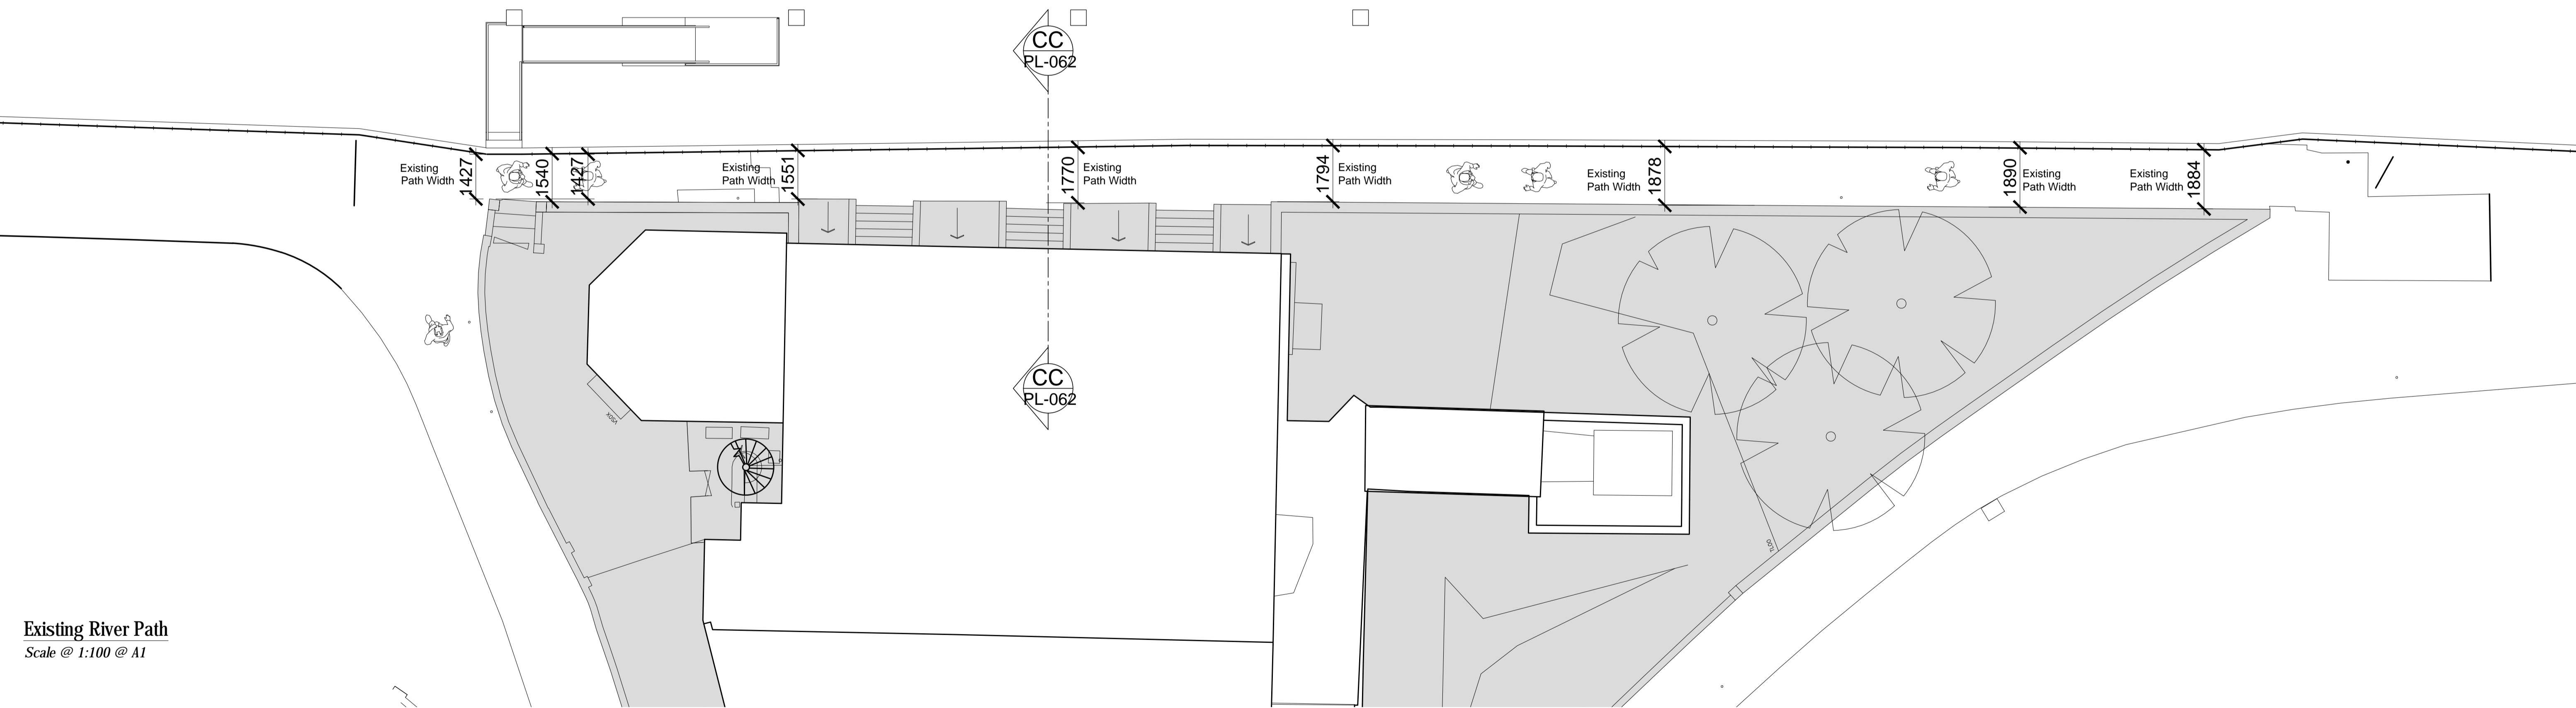 CC
PL-062
Existing
Path Width
1427
1540
1427
Existing
Path Width
1551
1770
Existing
Path Width
1794
Existing
Path Width
Existing
Path Width
1878
1890
Existing
Path Width
Existing
Path Width
1884
CC
PL-062
Existing River Path
Scale @ 1:100 @ A1